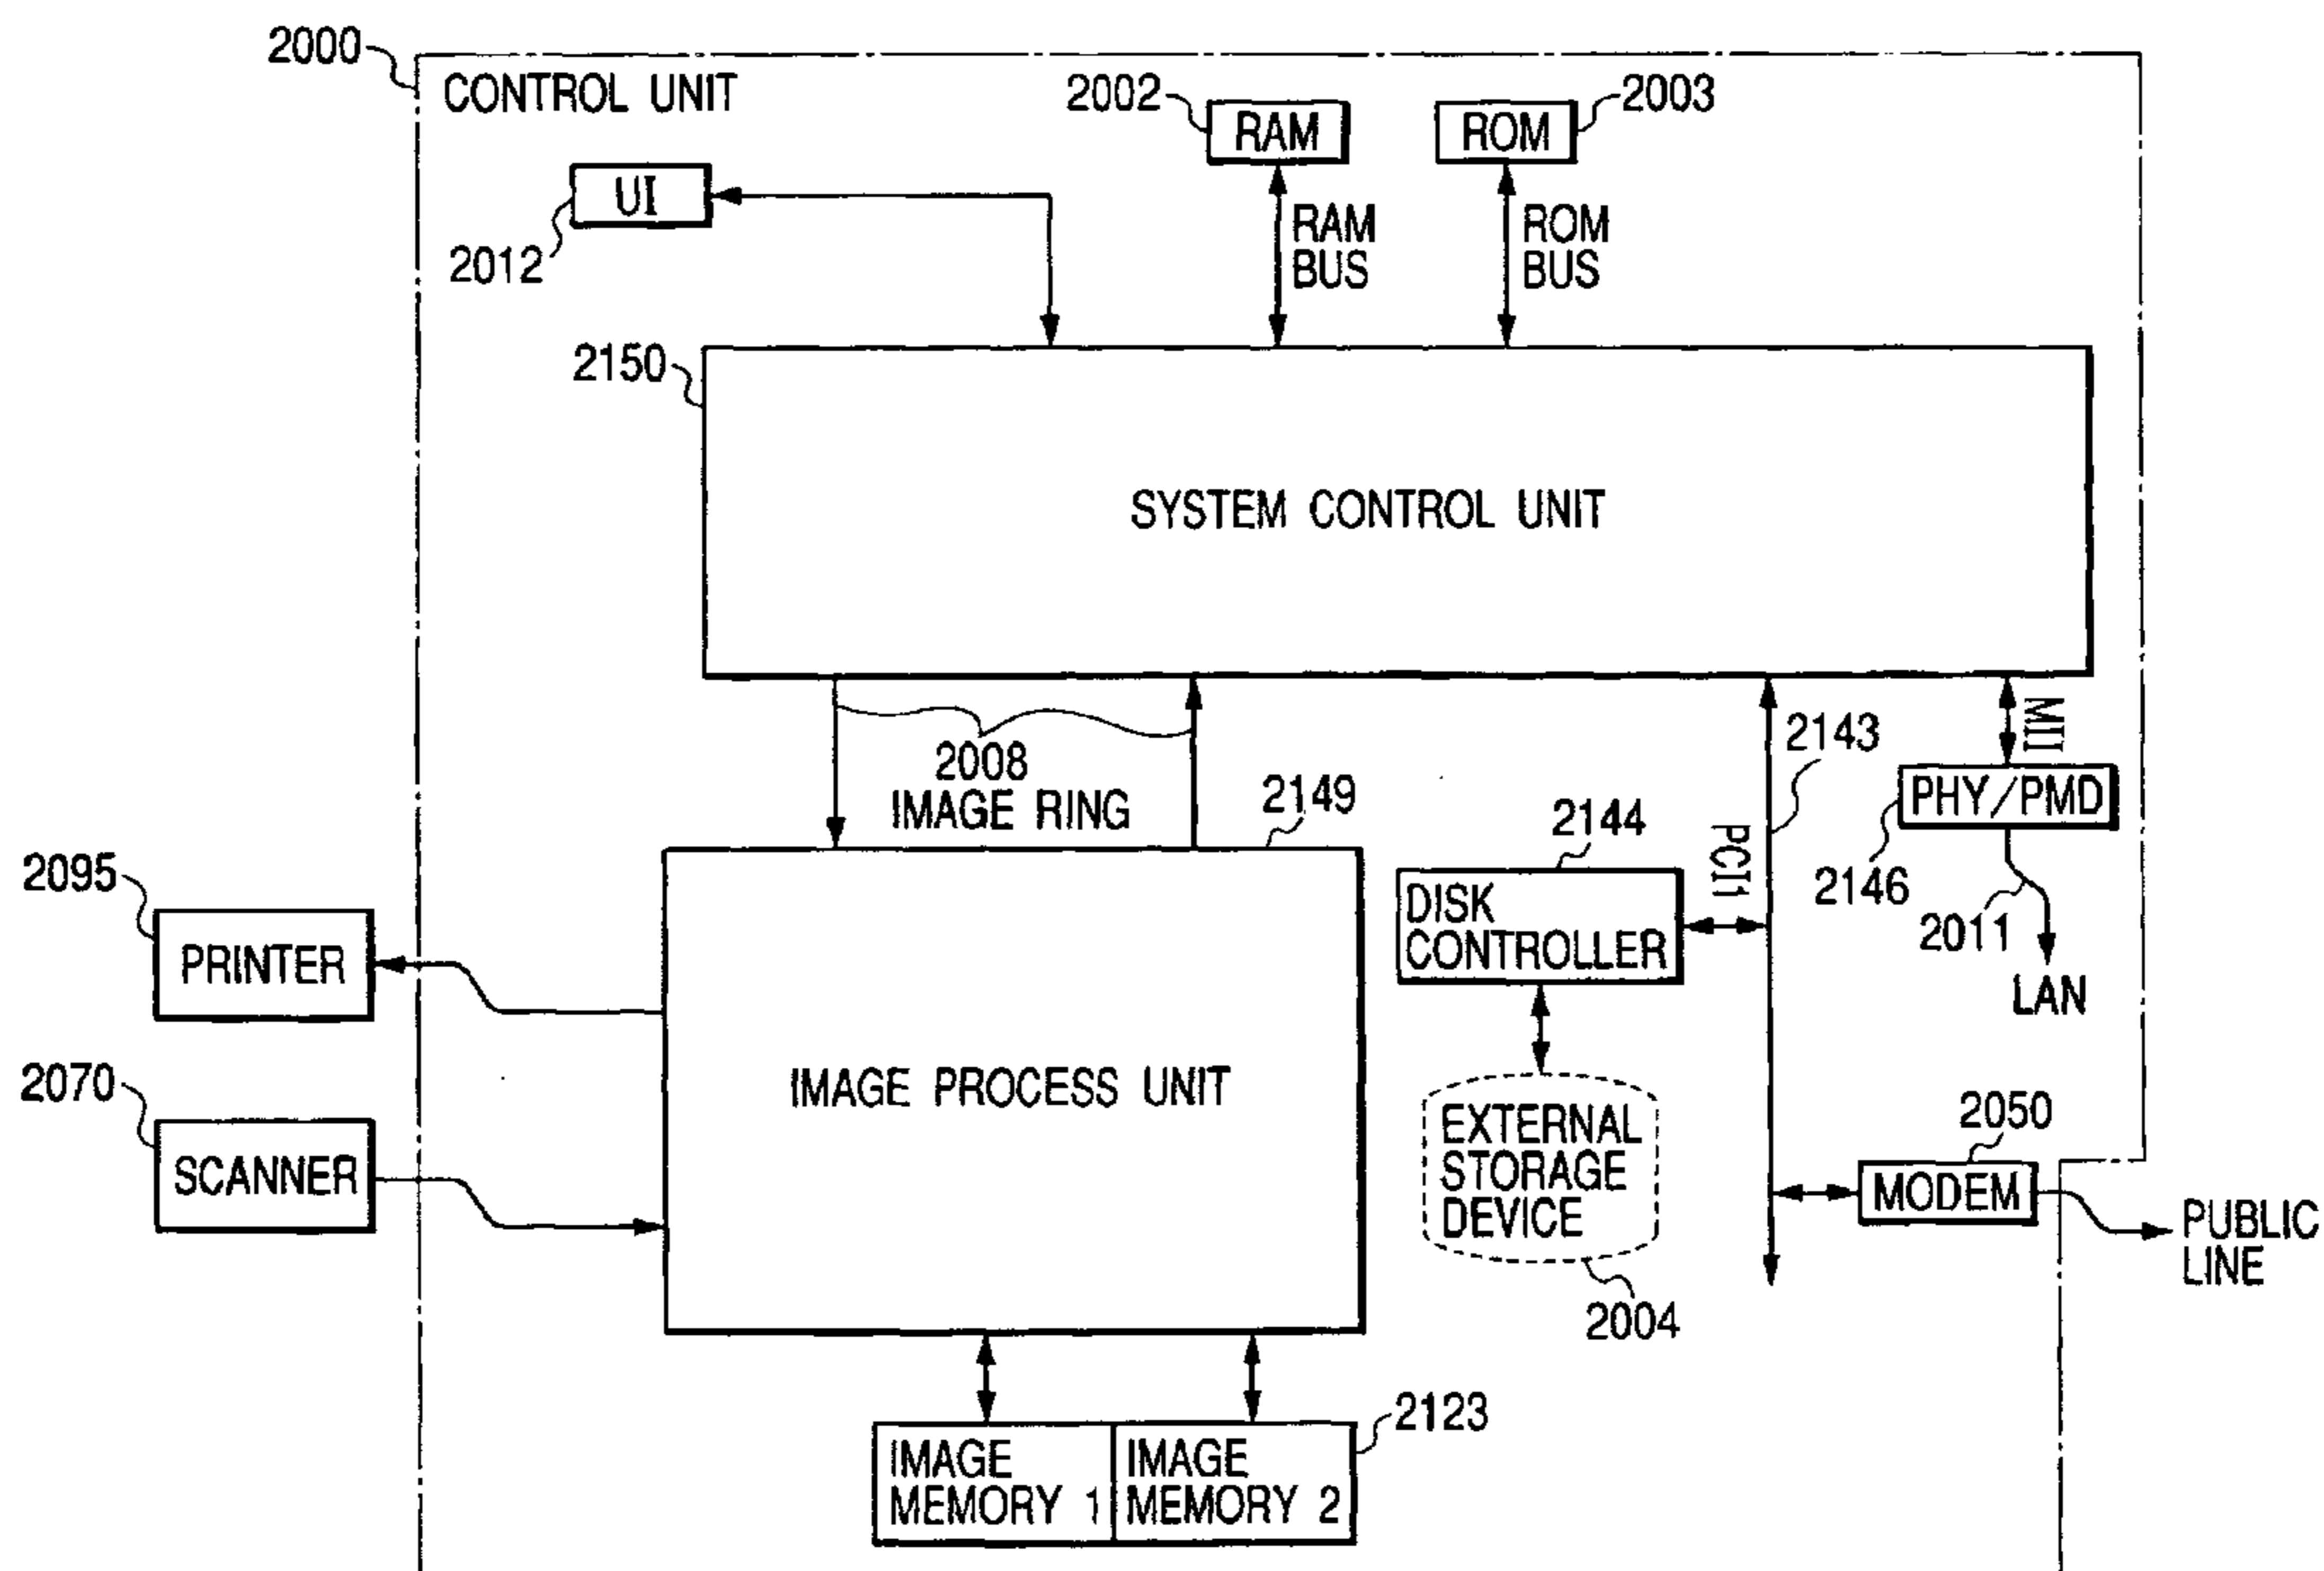 2000
CONTROL UNIT
2002
RAM
ROM
2003
UI
2012
RAM
BUS
ROM
BUS
2150
SYSTEM CONTROL UNIT
2008
IMAGE RING
2149
2143
MII
PHY/PMD
2146
2011
LAN
PCI1
2144
DISK
CONTROLLER
2095
PRINTER
2070
SCANNER
IMAGE PROCESS UNIT
EXTERNAL
STORAGE
DEVICE
2004
2050
MODEM
PUBLIC
LINE
2123
IMAGE
MEMORY 1
IMAGE
MEMORY 2